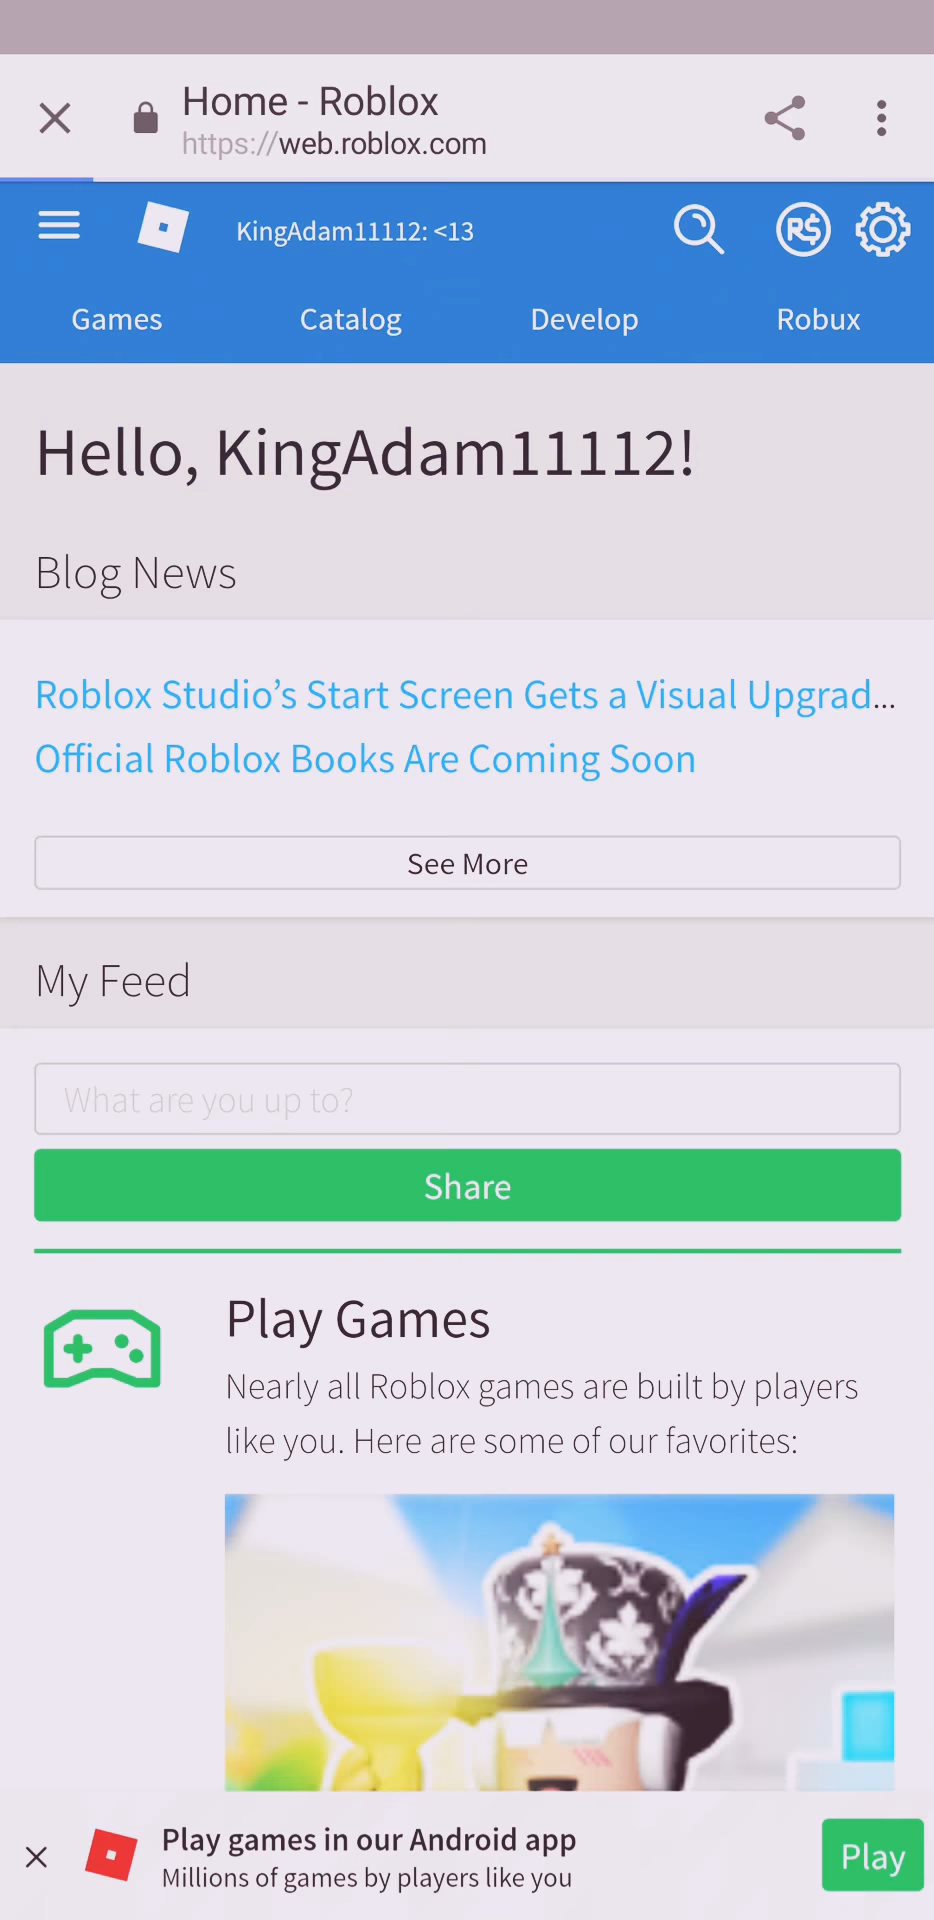 Home - Roblox
https://web.roblox.com
KingAdam11112: <13
R$
Games Catalog Develop Robux
Hello, KingAdam11112!
Blog News
Roblox Studio’s Start Screen Gets a Visual Upgrad...
Official Roblox Books Are Coming Soon
See More
My Feed
What are you up to?
Share
Play Games
Nearly all Roblox games are built by players
like you. Here are some of our favorites:
Play games in our Android app
Millions of games by players like you
Play